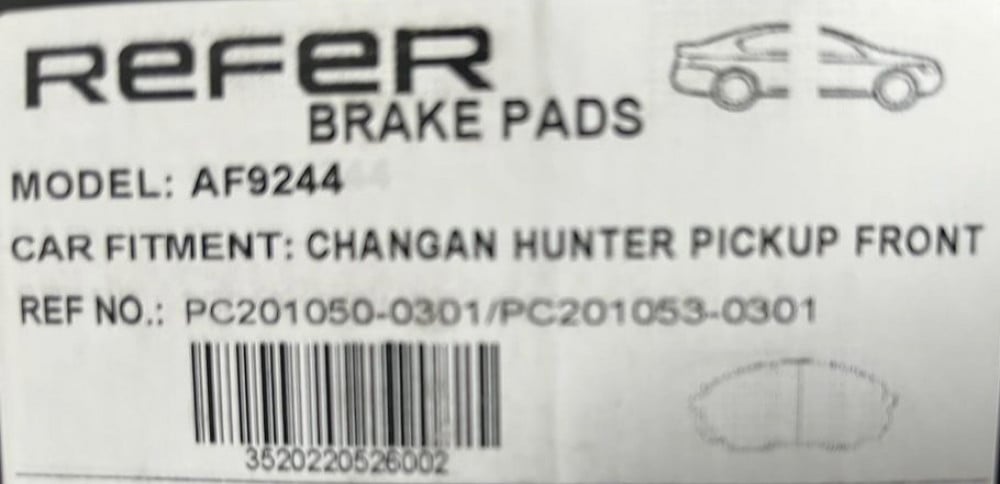 REFER
BRAKE PADS
MODEL: AF9244
CAR FITMENT: CHANGAN HUNTER PICKUP FRONT
REF NO.: PC201050-0301/PC201053-0301
3520220526002